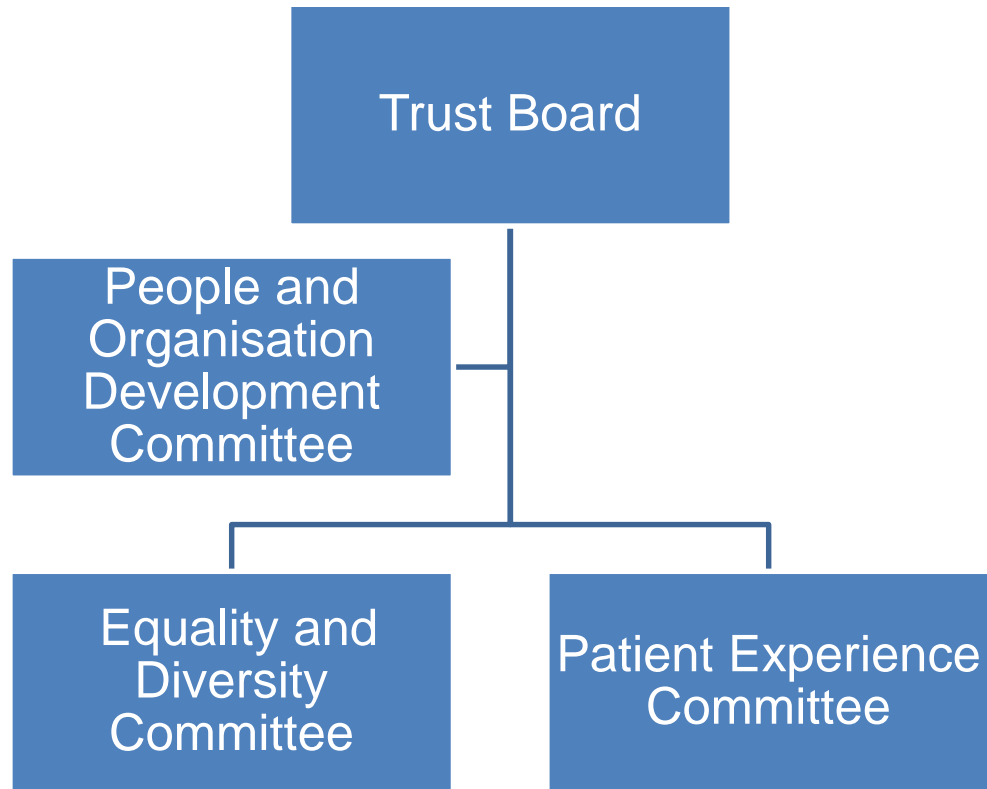 Trust Board
People and
Organisation
Development
Committee
Equality and
Diversity
Committee
Patient Experience
Committee